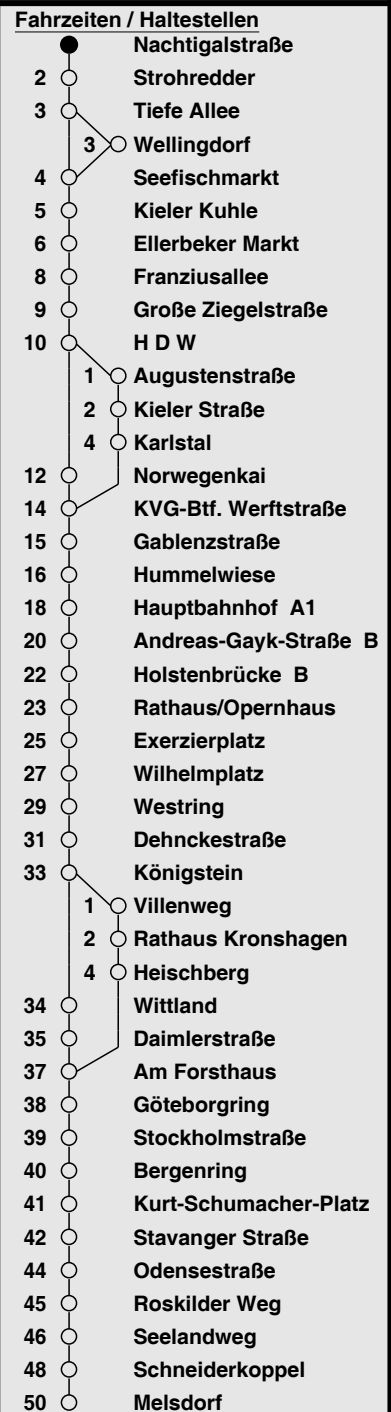 Fahrzeiten / Haltestellen
Nachtigalstraße
2 Strohredder
3 Tiefe Allee
3 Wellingdorf
4 Seefischmarkt
5 Kieler Kuhle
6 Ellerbeker Markt
8 Franziusallee
9 Große Ziegelstraße
10 H D W
1 Augustenstraße
2 Kieler Straße
4 Karlstal
12 Norwegenkai
14 KVG-Btf. Werftstraße
15 Gablenzstraße
16 Hummelwiese
18 Hauptbahnhof A1
20 Andreas-Gayk-Straße B
22 Holstenbrücke B
23 Rathaus/Opernhaus
25 Exerzierplatz
27 Wilhelmplatz
29 Westring
31 Dehnckestraße
33 Königstein
1 Villenweg
2 Rathaus Kronshagen
4 Heischberg
34 Wittland
35 Daimlerstraße
37 Am Forsthaus
38 Göteborgring
39 Stockholmstraße
40 Bergenring
41 Kurt-Schumacher-Platz
42 Stavanger Straße
44 Odensestraße
45 Roskilder Weg
46 Seelandweg
48 Schneiderkoppel
50 Melsdorf